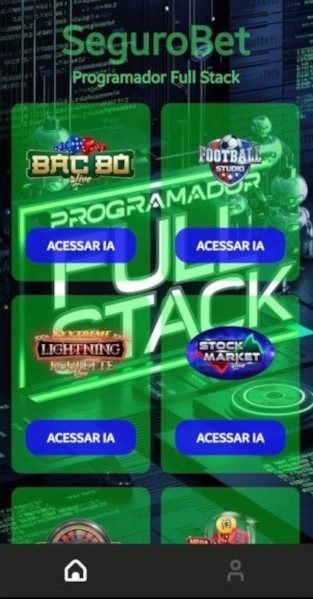 SeguroBet
Programador Full Stack
BAC BO
Live
FOOTBALL
STUDIO
PROGRAMADOR
FULL
STACK
ACESSAR IA
ACESSAR IA
XXXTREME
LIGHTNING
ROULETTE
STOCK
MARKET
Live
ACESSAR IA
ACESSAR IA
MEGA